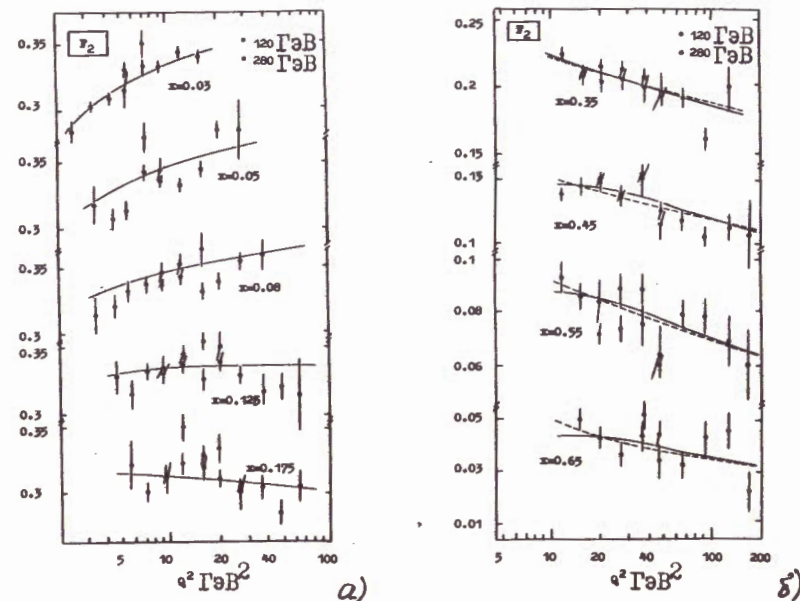 F₂
• 120 ГэВ
• 280 ГэВ
0.35
x=0.03
0.3
0.35
x=0.05
0.3
0.35
x=0.08
0.3
0.35
x=0.125
0.3
0.35
x=0.175
0.3
5 10 20 40 100
q² ГэВ²
а)
0.25
F₂
• 120 ГэВ
• 280 ГэВ
0.2
x=0.35
0.15
0.15
x=0.45
0.1
0.1
0.08
x=0.55
0.06
0.05
x=0.65
0.03
0.01
10 20 40 100 200
q² ГэВ²
б)